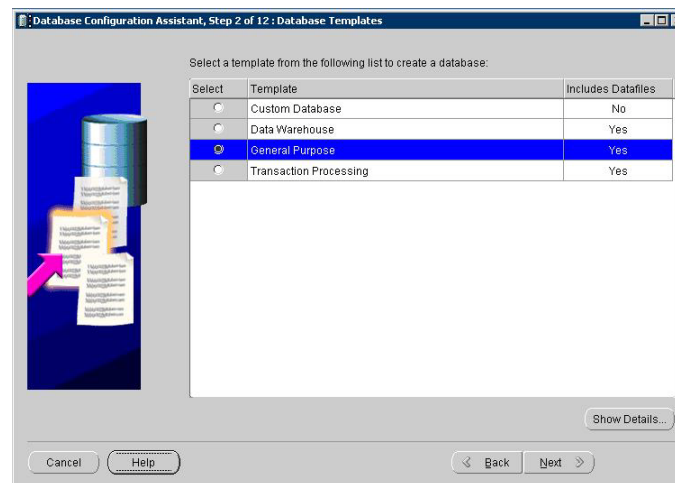 Database Configuration Assistant, Step 2 of 12 : Database Templates
Select a template from the following list to create a database:
Select Template Includes Datafiles
Custom Database No
Data Warehouse Yes
General Purpose Yes
Transaction Processing Yes
Show Details...
Cancel Help Back Next